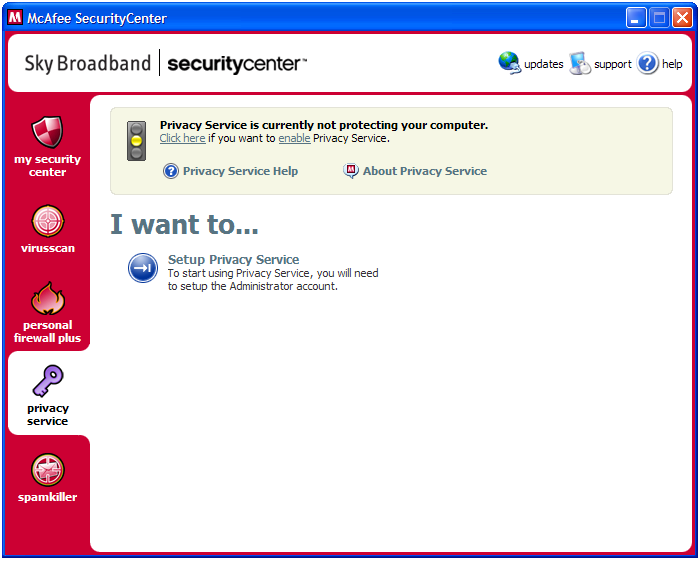 McAfee SecurityCenter
Sky Broadband securitycenter™
updates
support
help
my security
center
virusscan
personal
firewall plus
privacy
service
spamkiller
Privacy Service is currently not protecting your computer.
Click here if you want to enable Privacy Service.
Privacy Service Help
About Privacy Service
I want to...
Setup Privacy Service
To start using Privacy Service, you will need
to setup the Administrator account.